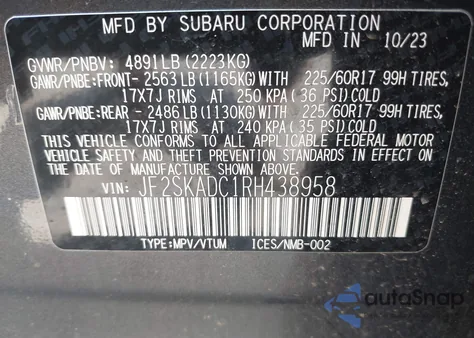 MFD BY SUBARU CORPORATION
IN 10/23
GVWR/PNBV: 4891LB (2223KG)
GAWR/PNBE:FRONT- 2563 LB (1165KG) WITH 225/60R17 99H TIRES,
17X7J RIMS AT 250 KPA (36 PSI) COLD
GAWR/PNBE:REAR - 2486 LB (1130KG) WITH 225/60R17 99H TIRES,
17X7J RIMS AT 240 KPA (35 PSI) COLD
THIS VEHICLE CONFORMS TO ALL APPLICABLE FEDERAL MOTOR
VEHICLE SAFETY AND THEFT PREVENTION STANDARDS IN EFFECT ON
THE DATE OF MANUFACTURE SHOWN ABOVE.
VIN: JF2SKADC1RH438958
TYPE:MPV/VTUM ICES/NMB-002
autoSnap